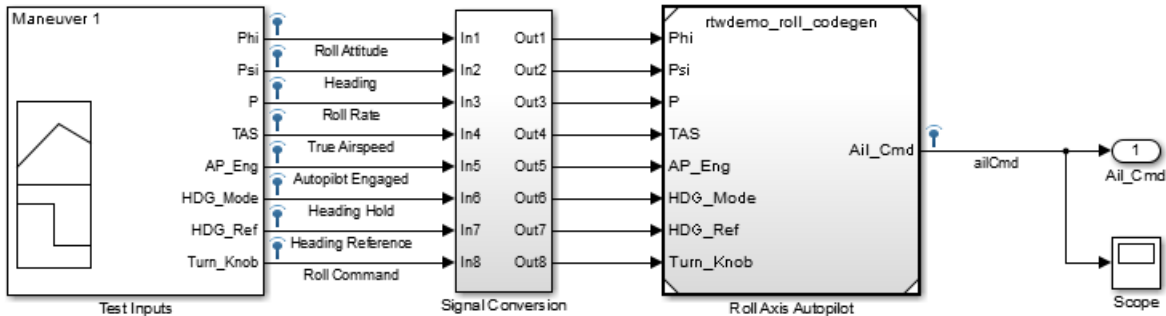 Maneuver 1
Phi
Psi
P
TAS
AP_Eng
HDG_Mode
HDG_Ref
Turn_Knob
Test Inputs
Roll Attitude
Heading
Roll Rate
True Airspeed
Autopilot Engaged
Heading Hold
Heading Reference
Roll Command
In1 Out1
In2 Out2
In3 Out3
In4 Out4
In5 Out5
In6 Out6
In7 Out7
In8 Out8
Signal Conversion
rtwdemo_roll_codegen
Phi
Psi
P
TAS
AP_Eng
HDG_Mode
HDG_Ref
Turn_Knob
Ail_Cmd
Roll Axis Autopilot
ailCmd
1
Ail_Cmd
Scope